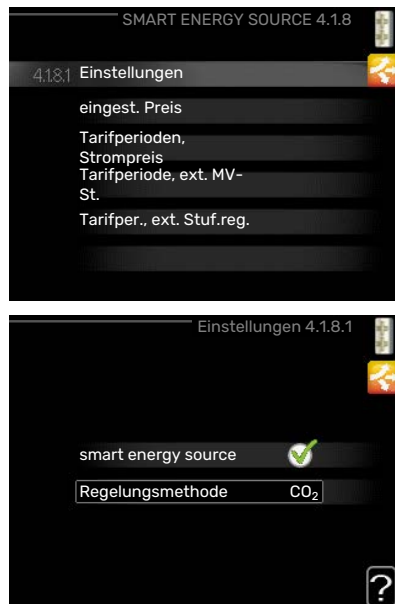 SMART ENERGY SOURCE 4.1.8
4.1.8.1 Einstellungen
eingest. Preis
Tarifperioden,
Strompreis
Tarifperiode, ext. MV-
St.
Tarifper., ext. Stuf.reg.
Einstellungen 4.1.8.1
smart energy source
Regelungsmethode CO₂
?